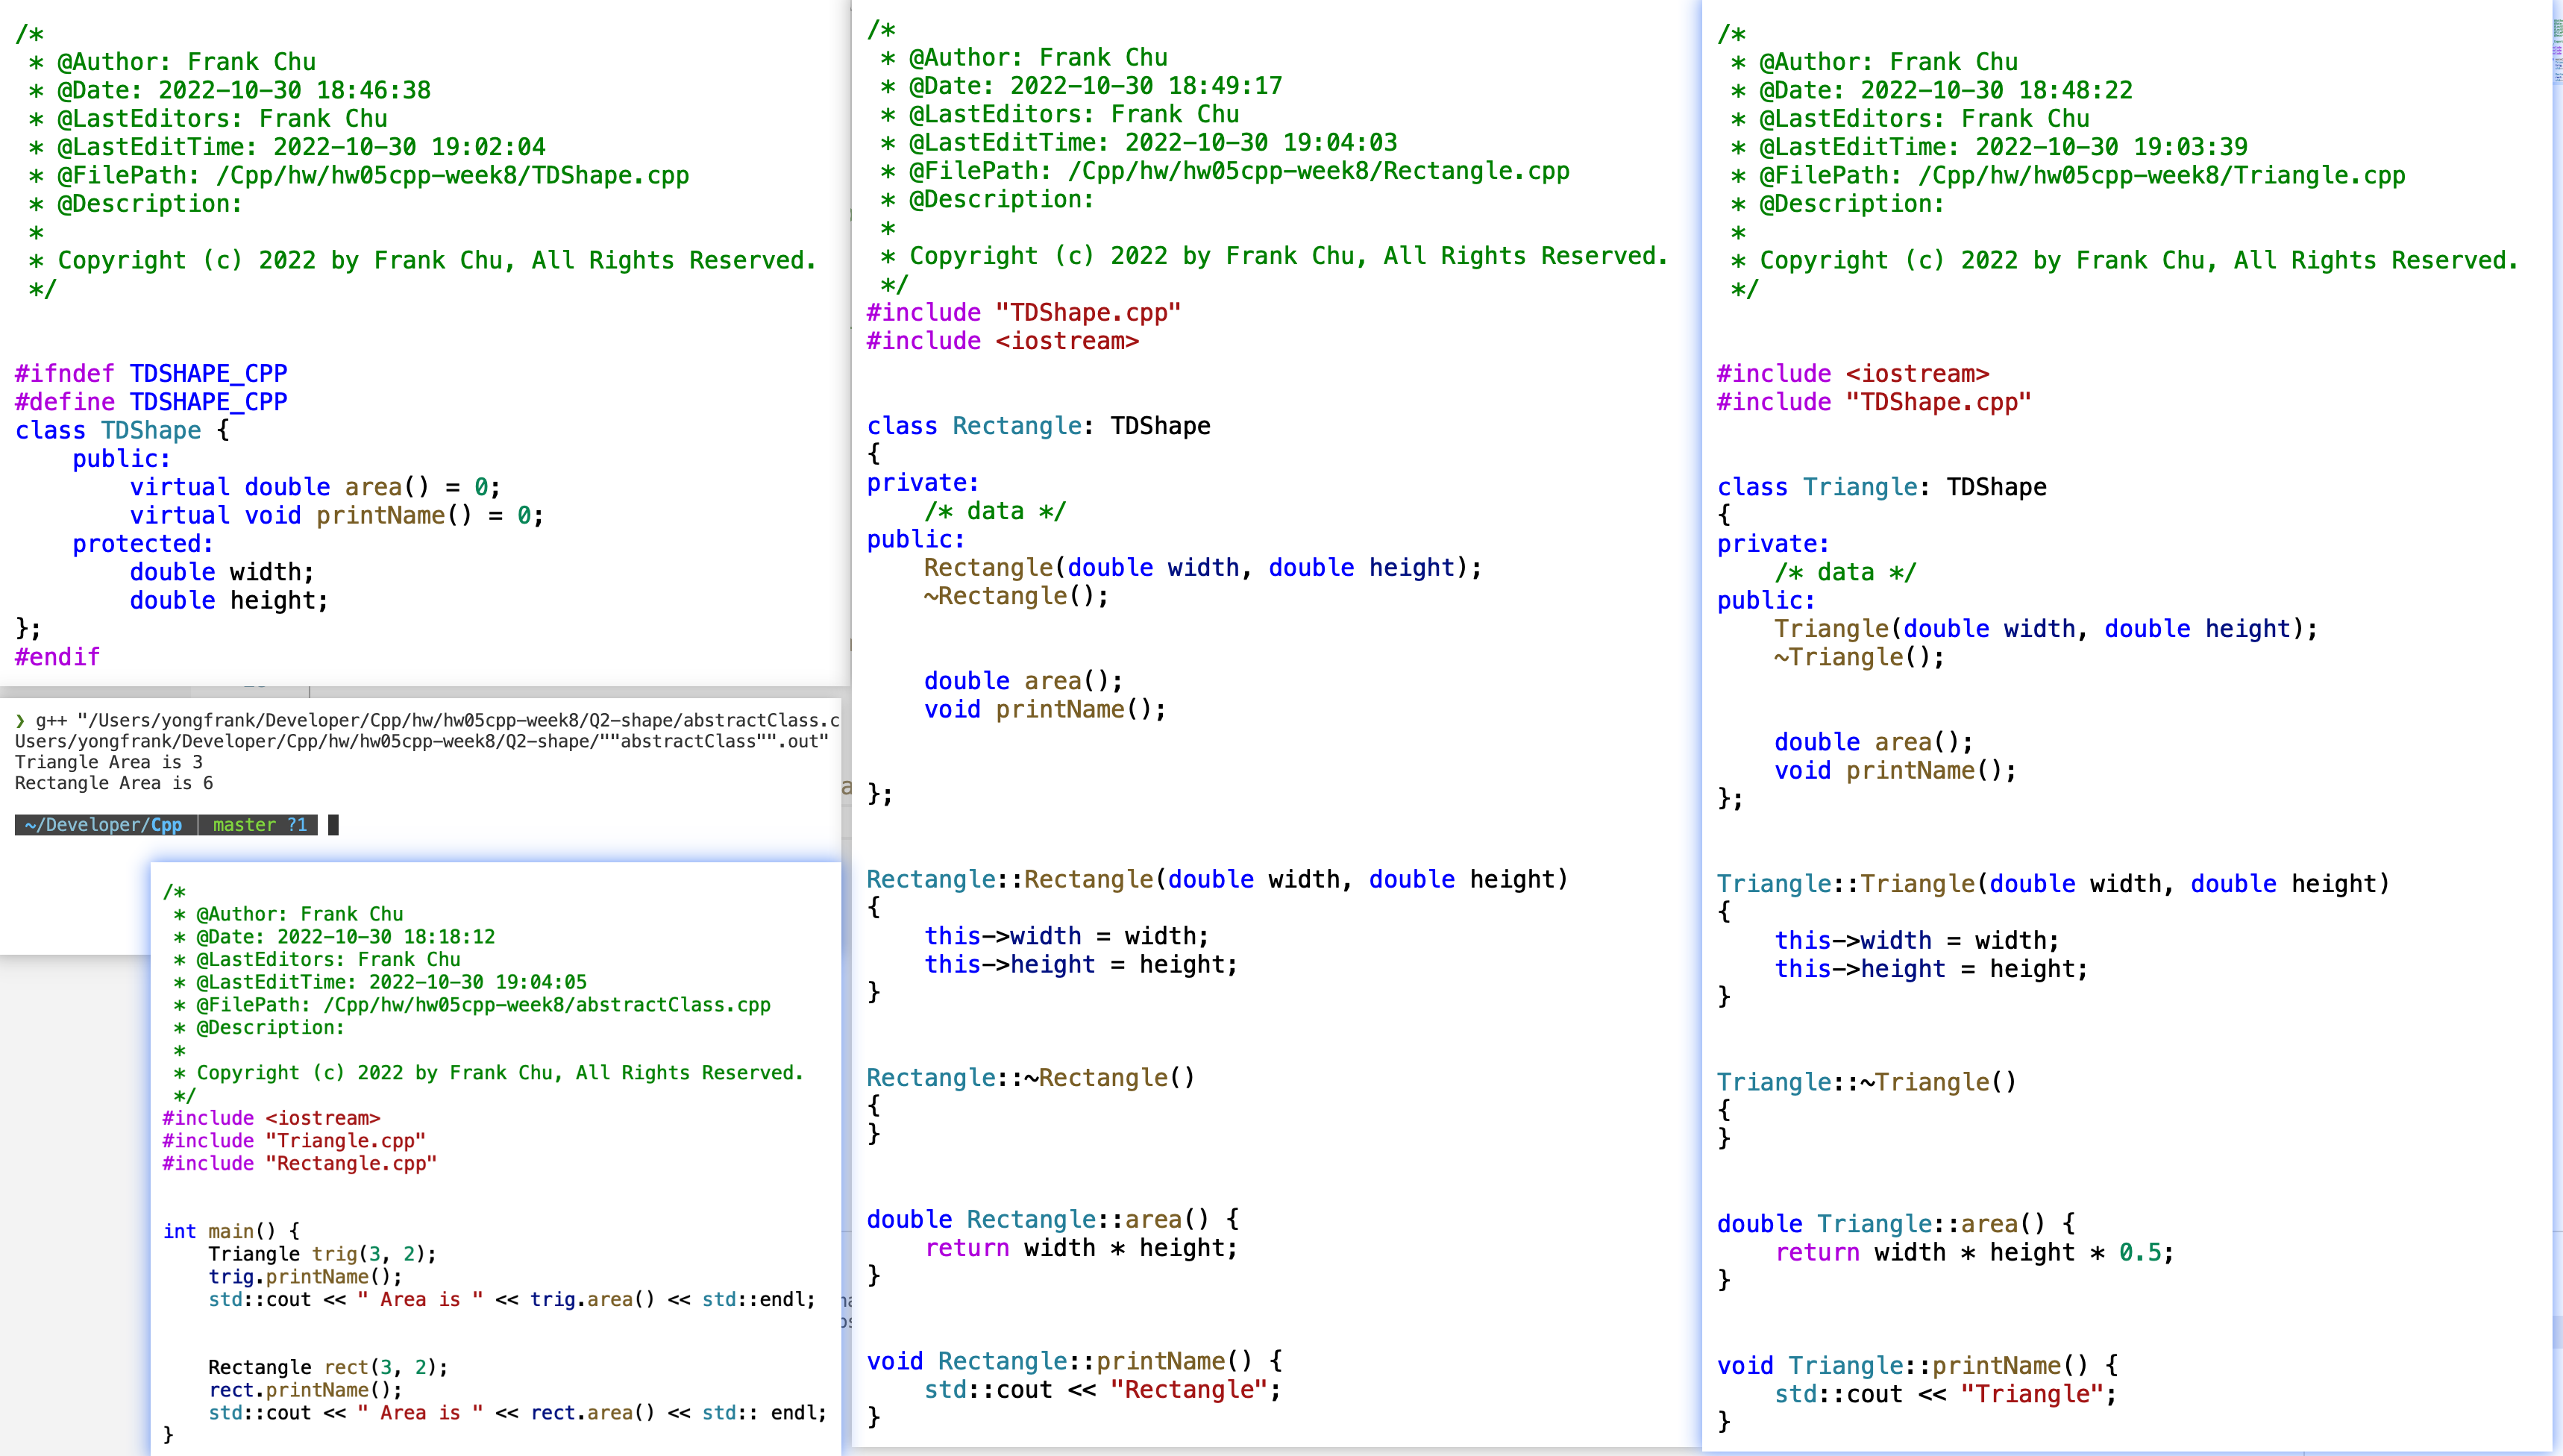 /*
 * @Author: Frank Chu
 * @Date: 2022-10-30 18:46:38
 * @LastEditors: Frank Chu
 * @LastEditTime: 2022-10-30 19:02:04
 * @FilePath: /Cpp/hw/hw05cpp-week8/TDShape.cpp
 * @Description:
 *
 * Copyright (c) 2022 by Frank Chu, All Rights Reserved.
 */
#ifndef TDSHAPE_CPP
#define TDSHAPE_CPP
class TDShape {
    public:
        virtual double area() = 0;
        virtual void printName() = 0;
    protected:
        double width;
        double height;
};
#endif
❯ g++ "/Users/yongfrank/Developer/Cpp/hw/hw05cpp-week8/Q2-shape/abstractClass.c
Users/yongfrank/Developer/Cpp/hw/hw05cpp-week8/Q2-shape/""abstractClass"".out"
Triangle Area is 3
Rectangle Area is 6
~/Developer/Cpp | master ?1
/*
 * @Author: Frank Chu
 * @Date: 2022-10-30 18:18:12
 * @LastEditors: Frank Chu
 * @LastEditTime: 2022-10-30 19:04:05
 * @FilePath: /Cpp/hw/hw05cpp-week8/abstractClass.cpp
 * @Description:
 *
 * Copyright (c) 2022 by Frank Chu, All Rights Reserved.
 */
#include <iostream>
#include "Triangle.cpp"
#include "Rectangle.cpp"
int main() {
    Triangle trig(3, 2);
    trig.printName();
    std::cout << " Area is " << trig.area() << std::endl;
    Rectangle rect(3, 2);
    rect.printName();
    std::cout << " Area is " << rect.area() << std:: endl;
}
/*
 * @Author: Frank Chu
 * @Date: 2022-10-30 18:49:17
 * @LastEditors: Frank Chu
 * @LastEditTime: 2022-10-30 19:04:03
 * @FilePath: /Cpp/hw/hw05cpp-week8/Rectangle.cpp
 * @Description:
 *
 * Copyright (c) 2022 by Frank Chu, All Rights Reserved.
 */
#include "TDShape.cpp"
#include <iostream>
class Rectangle: TDShape
{
private:
    /* data */
public:
    Rectangle(double width, double height);
    ~Rectangle();
    double area();
    void printName();
};
Rectangle::Rectangle(double width, double height)
{
    this->width = width;
    this->height = height;
}
Rectangle::~Rectangle()
{
}
double Rectangle::area() {
    return width * height;
}
void Rectangle::printName() {
    std::cout << "Rectangle";
}
/*
 * @Author: Frank Chu
 * @Date: 2022-10-30 18:48:22
 * @LastEditors: Frank Chu
 * @LastEditTime: 2022-10-30 19:03:39
 * @FilePath: /Cpp/hw/hw05cpp-week8/Triangle.cpp
 * @Description:
 *
 * Copyright (c) 2022 by Frank Chu, All Rights Reserved.
 */
#include <iostream>
#include "TDShape.cpp"
class Triangle: TDShape
{
private:
    /* data */
public:
    Triangle(double width, double height);
    ~Triangle();
    double area();
    void printName();
};
Triangle::Triangle(double width, double height)
{
    this->width = width;
    this->height = height;
}
Triangle::~Triangle()
{
}
double Triangle::area() {
    return width * height * 0.5;
}
void Triangle::printName() {
    std::cout << "Triangle";
}